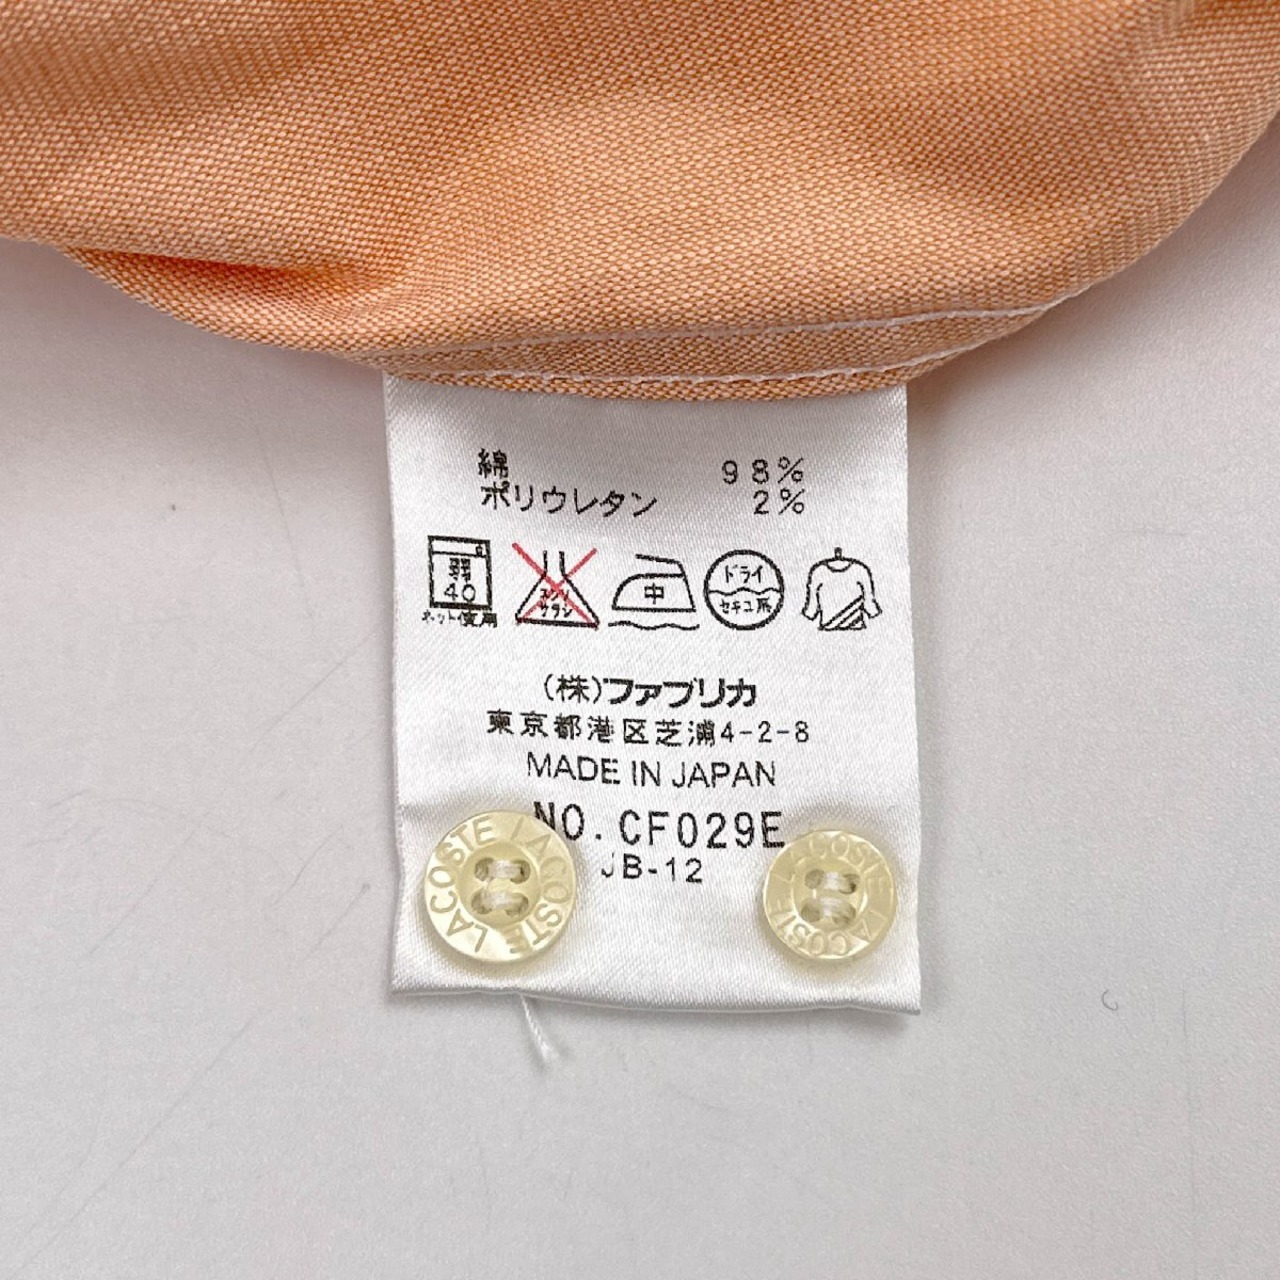 綿 98%
ポリウレタン 2%
弱
40
ネット使用
エンソ
サラシ
中
ドライ
セキユ系
(株)ファブリカ
東京都港区芝浦4-2-8
MADE IN JAPAN
NO. CF029E
JB-12
LACOSTE LACOSTE
LACOSTE LACOSTE